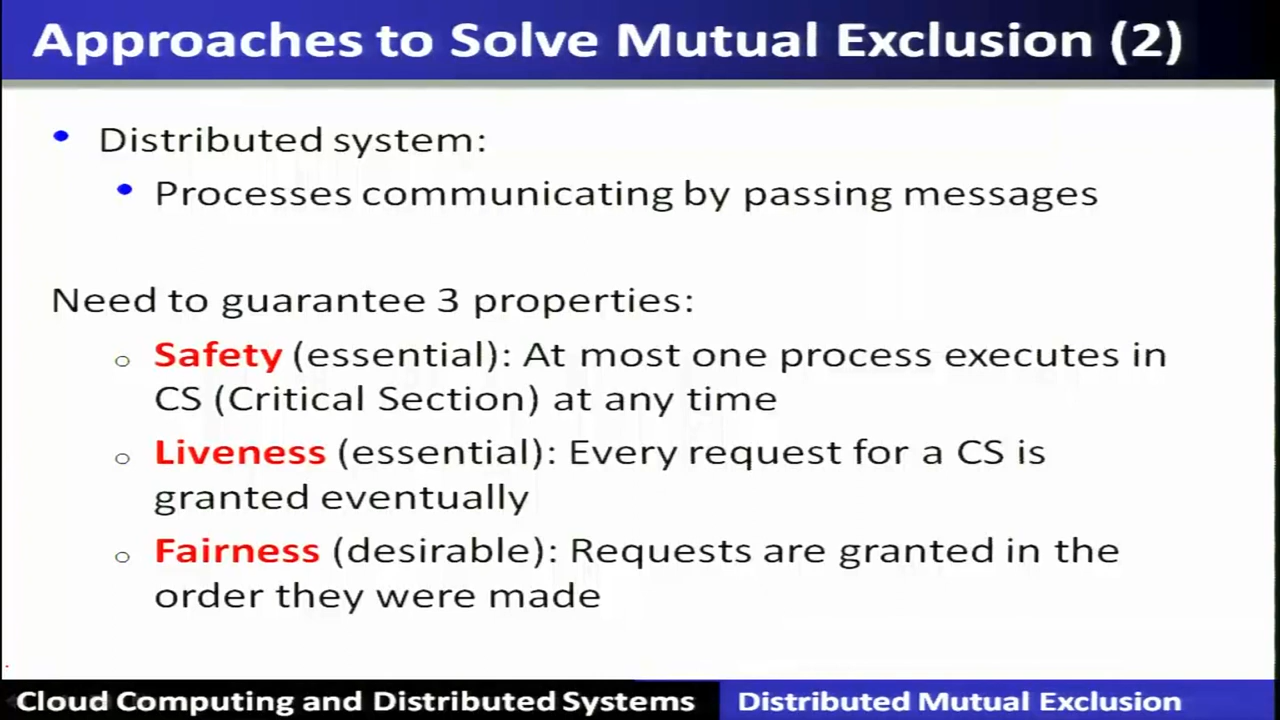 Approaches to Solve Mutual Exclusion (2)
• Distributed system:
• Processes communicating by passing messages
Need to guarantee 3 properties:
o Safety (essential): At most one process executes in
CS (Critical Section) at any time
o Liveness (essential): Every request for a CS is
granted eventually
o Fairness (desirable): Requests are granted in the
order they were made
Cloud Computing and Distributed Systems
Distributed Mutual Exclusion